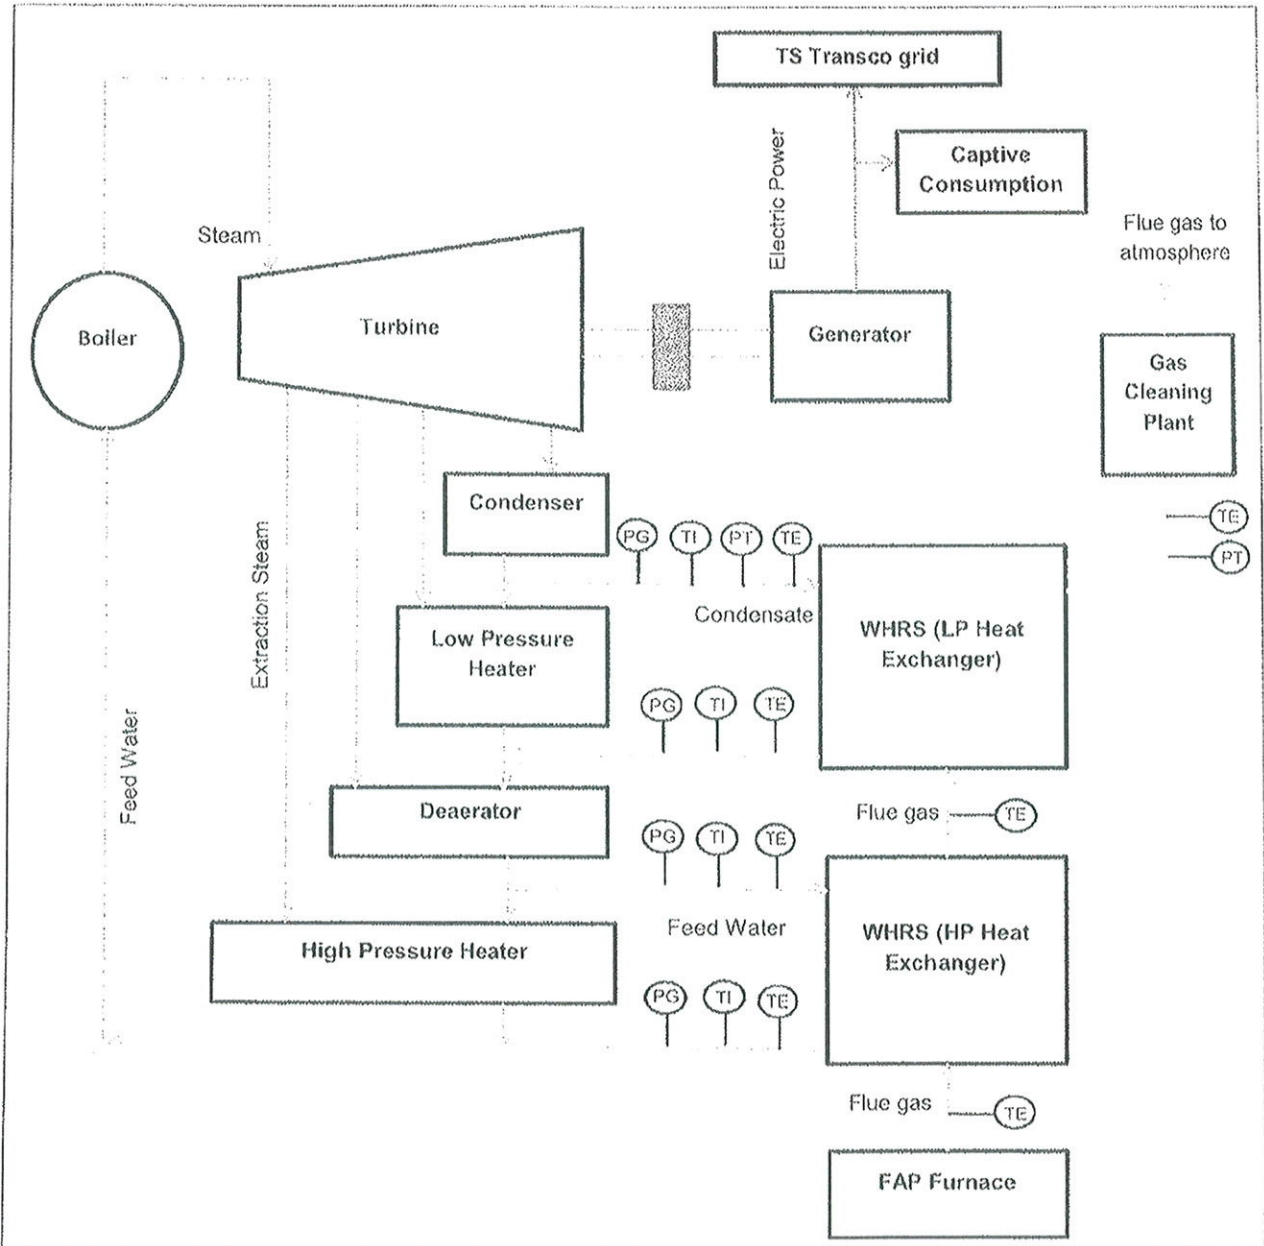 TS Transco grid
Captive
Consumption
Electric Power
Flue gas to
atmosphere
Steam
Boiler
Turbine
Generator
Gas
Cleaning
Plant
Condenser
PG TI PT TE
TE
PT
Extraction Steam
Condensate
Low Pressure
Heater
WHRS (LP Heat
Exchanger)
PG TI TE
Feed Water
Deaerator
Flue gas
TE
PG TI TE
Feed Water
High Pressure Heater
WHRS (HP Heat
Exchanger)
PG TI TE
Flue gas
TE
FAP Furnace